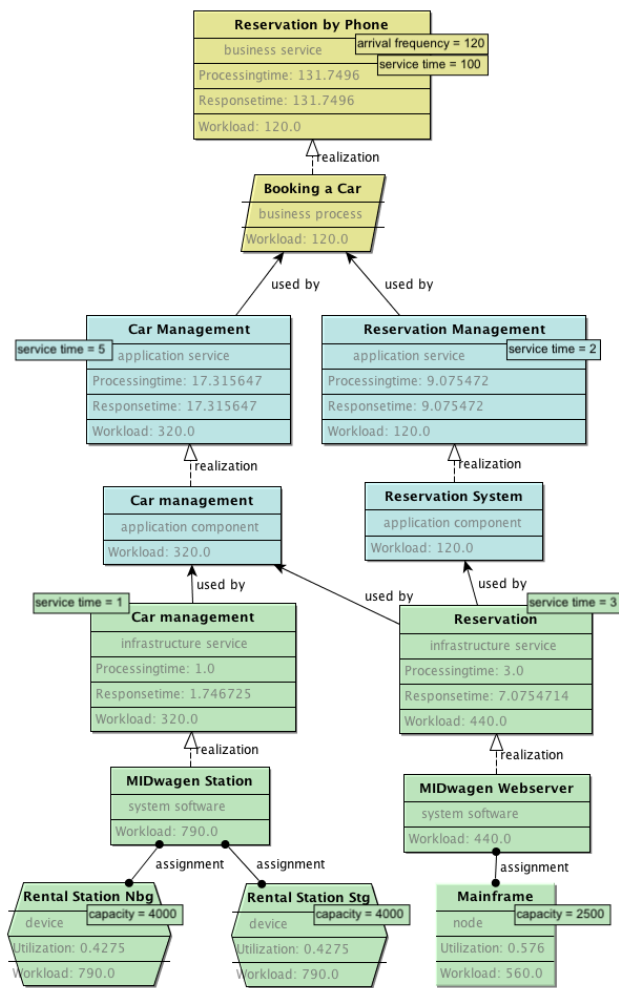 Reservation by Phone
arrival frequency = 120
business service
service time = 100
Processingtime: 131.7496
Responsetime: 131.7496
Workload: 120.0
realization
Booking a Car
business process
Workload: 120.0
used by
used by
Car Management
service time = 5
application service
Processingtime: 17.315647
Responsetime: 17.315647
Workload: 320.0
Reservation Management
service time = 2
application service
Processingtime: 9.075472
Responsetime: 9.075472
Workload: 120.0
realization
realization
Car management
application component
Workload: 320.0
Reservation System
application component
Workload: 120.0
used by
used by
used by
service time = 1
Car management
infrastructure service
Processingtime: 1.0
Responsetime: 1.746725
Workload: 320.0
service time = 3
Reservation
infrastructure service
Processingtime: 3.0
Responsetime: 7.0754714
Workload: 440.0
realization
realization
MIDwagen Station
system software
Workload: 790.0
MIDwagen Webserver
system software
Workload: 440.0
assignment
assignment
assignment
Rental Station Nbg
capacity = 4000
device
Utilization: 0.4275
Workload: 790.0
Rental Station Stg
capacity = 4000
device
Utilization: 0.4275
Workload: 790.0
Mainframe
capacity = 2500
node
Utilization: 0.576
Workload: 560.0